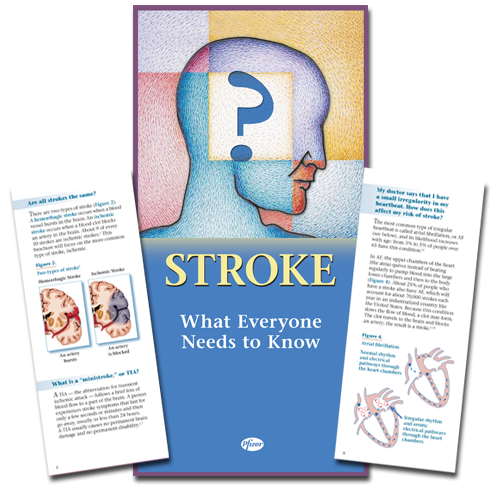 Are all strokes the same?
There are two types of stroke (Figure 2).
A hemorrhagic stroke occurs when a blood
vessel bursts in the brain. An ischemic
stroke occurs when a blood clot blocks
an artery in the brain. About 9 of every
10 strokes are ischemic strokes. This
brochure will focus on the more common
type of stroke, ischemic.
Figure 2.
Two types of stroke
Hemorrhagic Stroke
Ischemic Stroke
An artery
bursts
An artery
is blocked
What is a "ministroke," or TIA?
A TIA — the abbreviation for transient
ischemic attack — follows a brief loss of
blood flow to a part of the brain. A person
experiences stroke symptoms that last for
only a few seconds or minutes and then
go away, usually in less than 24 hours.
A TIA usually causes no permanent brain
damage and no permanent disability.
?
STROKE
What Everyone
Needs to Know
Pfizer
My doctor says that I have
a small irregularity in my
heartbeat. How does this
affect my risk of stroke?
The most common type of irregular
heartbeat is called atrial fibrillation, or AF
(see below), and its likelihood increases
with age: from 3% to 5% of people over
65 have this condition.
In AF, the upper chambers of the heart
(the atria) quiver instead of beating
regularly to pump blood into the large
lower chambers and then to the body
(Figure 4). About 25% of people who
have a stroke also have AF, which will
account for about 70,000 strokes each
year in an industrialized country like
the United States. Because this condition
slows the flow of blood, a clot may form.
The clot travels to the brain and blocks
an artery; the result is a stroke.
Figure 4.
Atrial fibrillation
Normal rhythm
and electrical
pathways through
the heart chambers
Irregular rhythm
and erratic
electrical pathways
through the heart
chambers